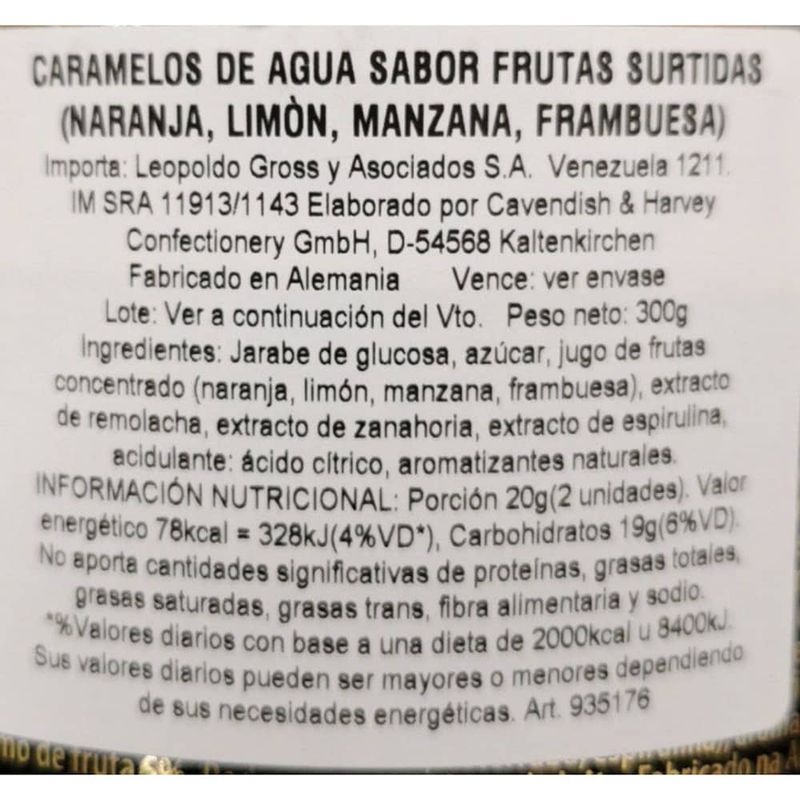 CARAMELOS DE AGUA SABOR FRUTAS SURTIDAS
(NARANJA, LIMÒN, MANZANA, FRAMBUESA)
Importa: Leopoldo Gross y Asociados S.A. Venezuela 1211.
IM SRA 11913/1143 Elaborado por Cavendish & Harvey
Confectionery GmbH, D-54568 Kaltenkirchen
Fabricado en Alemania Vence: ver envase
Lote: Ver a continuación del Vto. Peso neto: 300g
Ingredientes: Jarabe de glucosa, azúcar, jugo de frutas
concentrado (naranja, limón, manzana, frambuesa), extracto
de remolacha, extracto de zanahoria, extracto de espirulina,
acidulante: ácido cítrico, aromatizantes naturales.
INFORMACIÓN NUTRICIONAL: Porción 20g(2 unidades). Valor
energético 78kcal = 328kJ(4%VD*), Carbohidratos 19g(6%VD).
No aporta cantidades significativas de proteínas, grasas totales,
grasas saturadas, grasas trans, fibra alimentaria y sodio.
*%Valores diarios con base a una dieta de 2000kcal u 8400kJ.
Sus valores diarios pueden ser mayores o menores dependiendo
de sus necesidades energéticas. Art. 935176
de fruta
Fabricado na